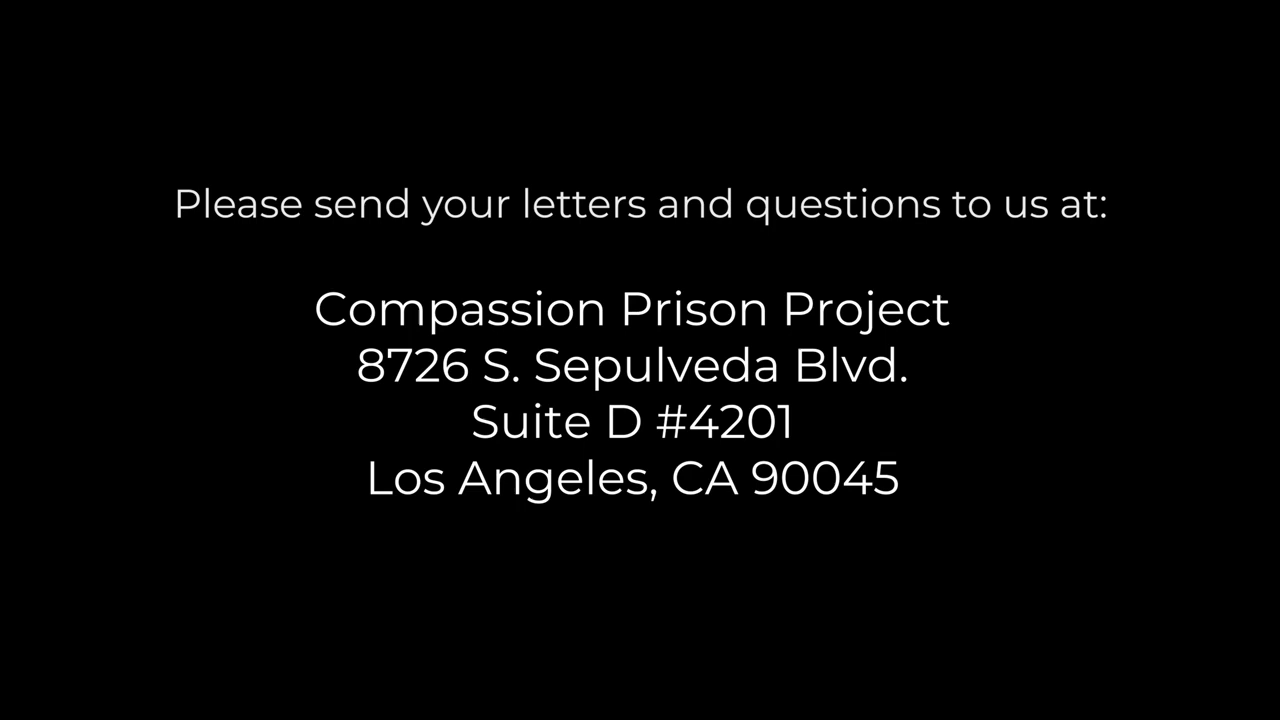 Please send your letters and questions to us at:
Compassion Prison Project
8726 S. Sepulveda Blvd.
Suite D #4201
Los Angeles, CA 90045